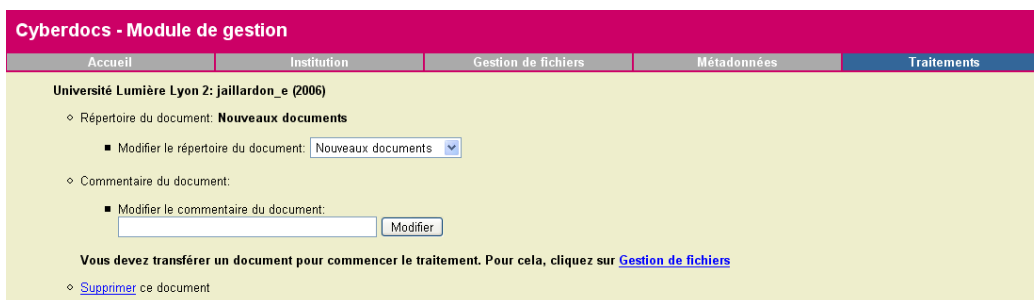 Cyberdocs - Module de gestion
Accueil Institution Gestion de fichiers Métadonnées Traitements
Université Lumière Lyon 2: jaillardon_e (2006)
Répertoire du document: Nouveaux documents
Modifier le répertoire du document: Nouveaux documents
Commentaire du document:
Modifier le commentaire du document:
Modifier
Vous devez transférer un document pour commencer le traitement. Pour cela, cliquez sur Gestion de fichiers
Supprimer ce document